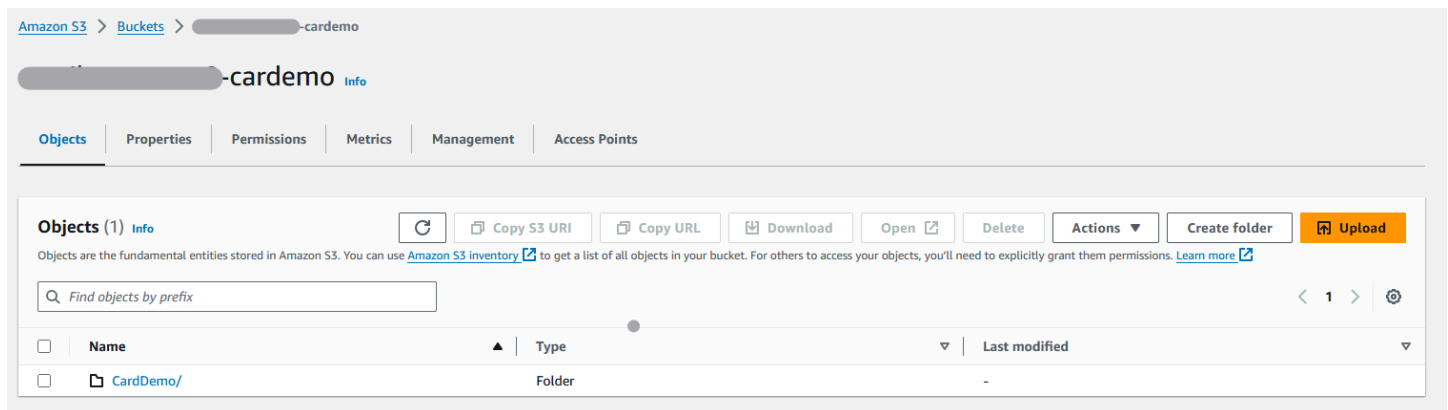 Amazon S3 > Buckets > -cardemo
-cardemo Info
Objects Properties Permissions Metrics Management Access Points
Objects (1) Info Copy S3 URI Copy URL Download Open Delete Actions Create folder Upload
Objects are the fundamental entities stored in Amazon S3. You can use Amazon S3 inventory to get a list of all objects in your bucket. For others to access your objects, you'll need to explicitly grant them permissions. Learn more
Find objects by prefix 1
Name Type Last modified
CardDemo/ Folder -